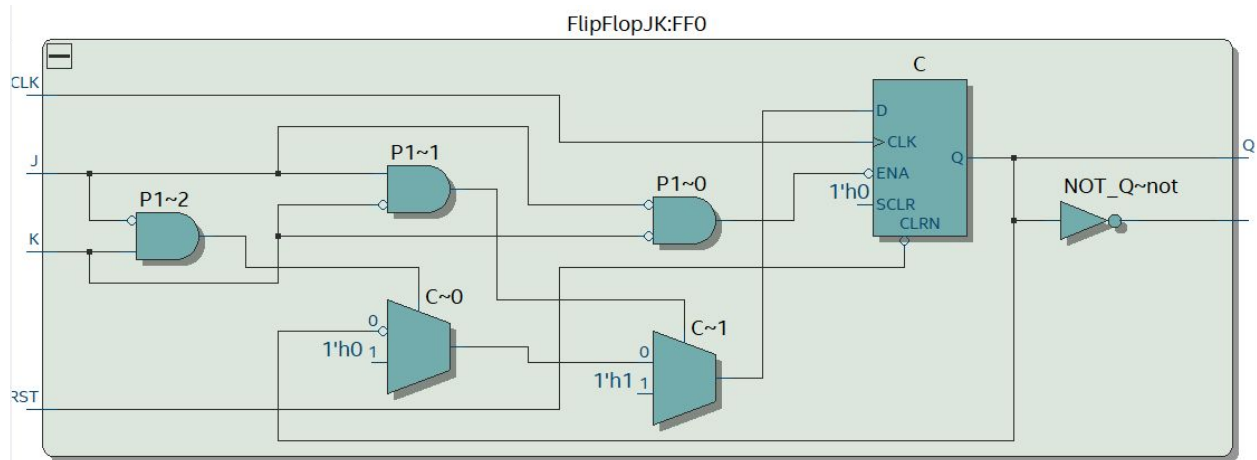 FlipFlopJK:FF0
CLK
C
D
CLK
J
P1~1
Q
Q
P1~2
P1~0
ENA
1'h0
SCLR
NOT_Q~not
CLRN
K
C~0
0
C~1
1'h0
1
0
1'h1
1
RST